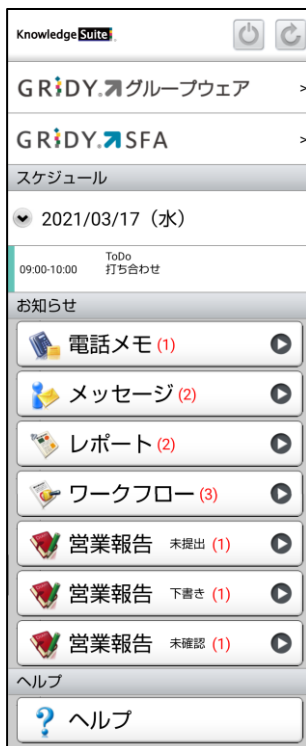 Knowledge Suite.
GRiDY.グループウェア >
GRiDY.SFA >
スケジュール
2021/03/17（水）
ToDo
09:00-10:00 打ち合わせ
お知らせ
電話メモ (1)
メッセージ (2)
レポート (2)
ワークフロー (3)
営業報告 未提出 (1)
営業報告 下書き (1)
営業報告 未確認 (1)
ヘルプ
ヘルプ